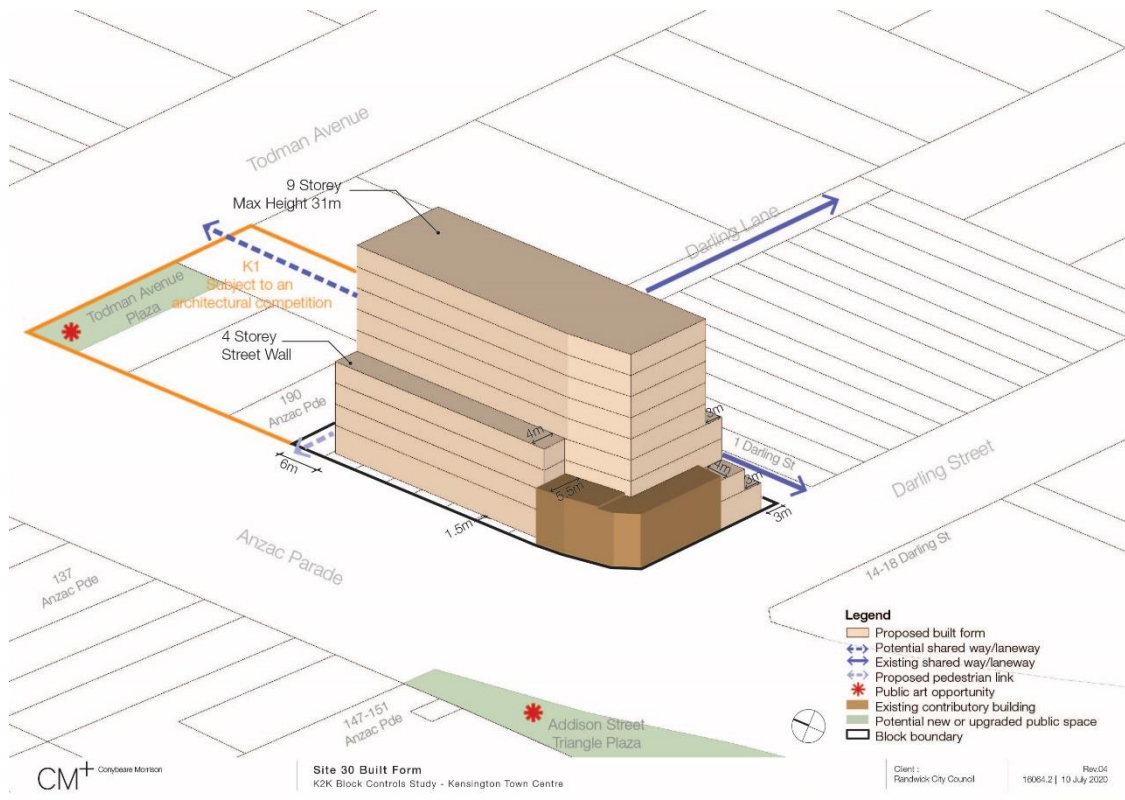 Todman Avenue
9 Storey
Max Height 31m
Darling Lane
K1
Subject to an
architectural competition
Todman Avenue
Plaza
4 Storey
Street Wall
190
Anzac Pde
6m
4m
3m
1 Darling St
4m
3m
3m
5.5m
1.5m
Darling Street
Anzac Parade
137
Anzac Pde
14-18 Darling St
147-151
Anzac Pde
Addison Street
Triangle Plaza
Legend
Proposed built form
Potential shared way/laneway
Existing shared way/laneway
Proposed pedestrian link
Public art opportunity
Existing contributory building
Potential new or upgraded public space
Block boundary
CM+ Conybeare Morrison
Site 30 Built Form
K2K Block Controls Study - Kensington Town Centre
Client :
Randwick City Council
Rev.04
16064.2 | 10 July 2020